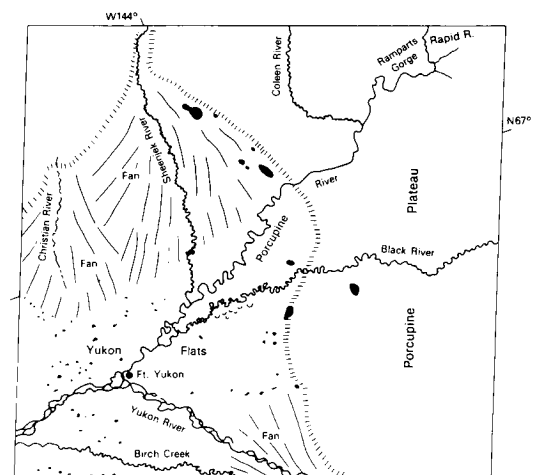 W144°
Rapid R.
Ramparts
Gorge
Coleen River
N67°
Sheenjek River
Fan
River
Plateau
Christian River
Porcupine
Black River
Fan
Porcupine
Yukon Flats
Ft. Yukon
Yukon River
Fan
Birch Creek